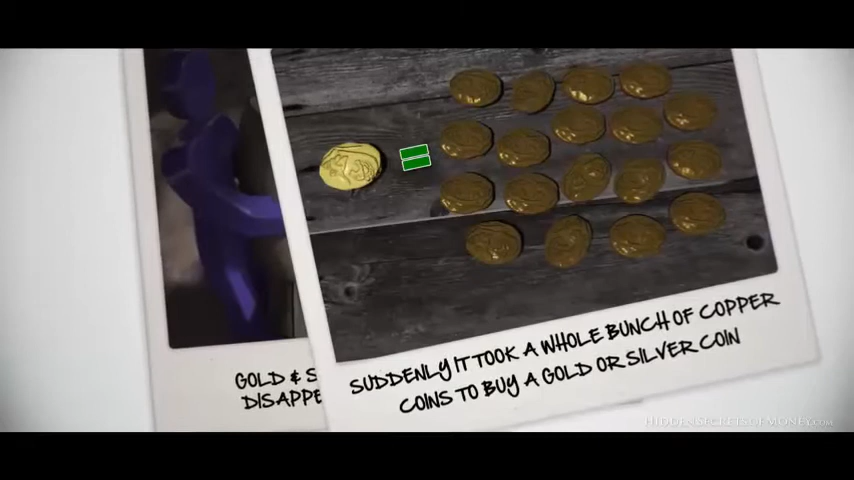 SUDDENLY IT TOOK A WHOLE BUNCH OF COPPER
COINS TO BUY A GOLD OR SILVER COIN
GOLD & S
DISAPPE
HIDDENSECRETSOFMONEY.COM